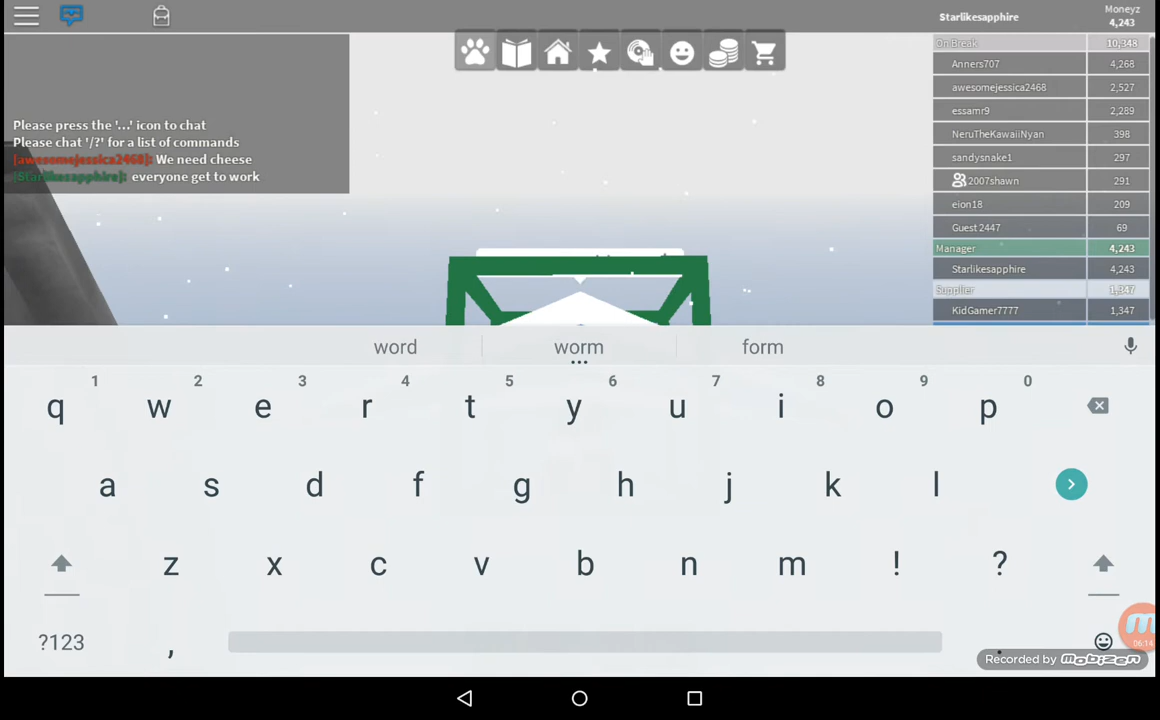 Starlikesapphire
Moneyz
4,243
Please press the '...' icon to chat
Please chat '/?' for a list of commands
[awesomejessica2468]: We need cheese
[Starlikesapphire]: everyone get to work
On Break 10,348
Anners707 4,268
awesomejessica2468 2,527
essamr9 2,289
NeruTheKawaiiNyan 398
sandysnake1 297
2007shawn 291
eion18 209
Guest 2447 69
Manager 4,243
Starlikesapphire 4,243
Supplier 1,347
KidGamer7777 1,347
word worm form
1 2 3 4 5 6 7 8 9 0
q w e r t y u i o p
a s d f g h j k l
z x c v b n m ! ?
?123 , .
06:14
Recorded by mobizen